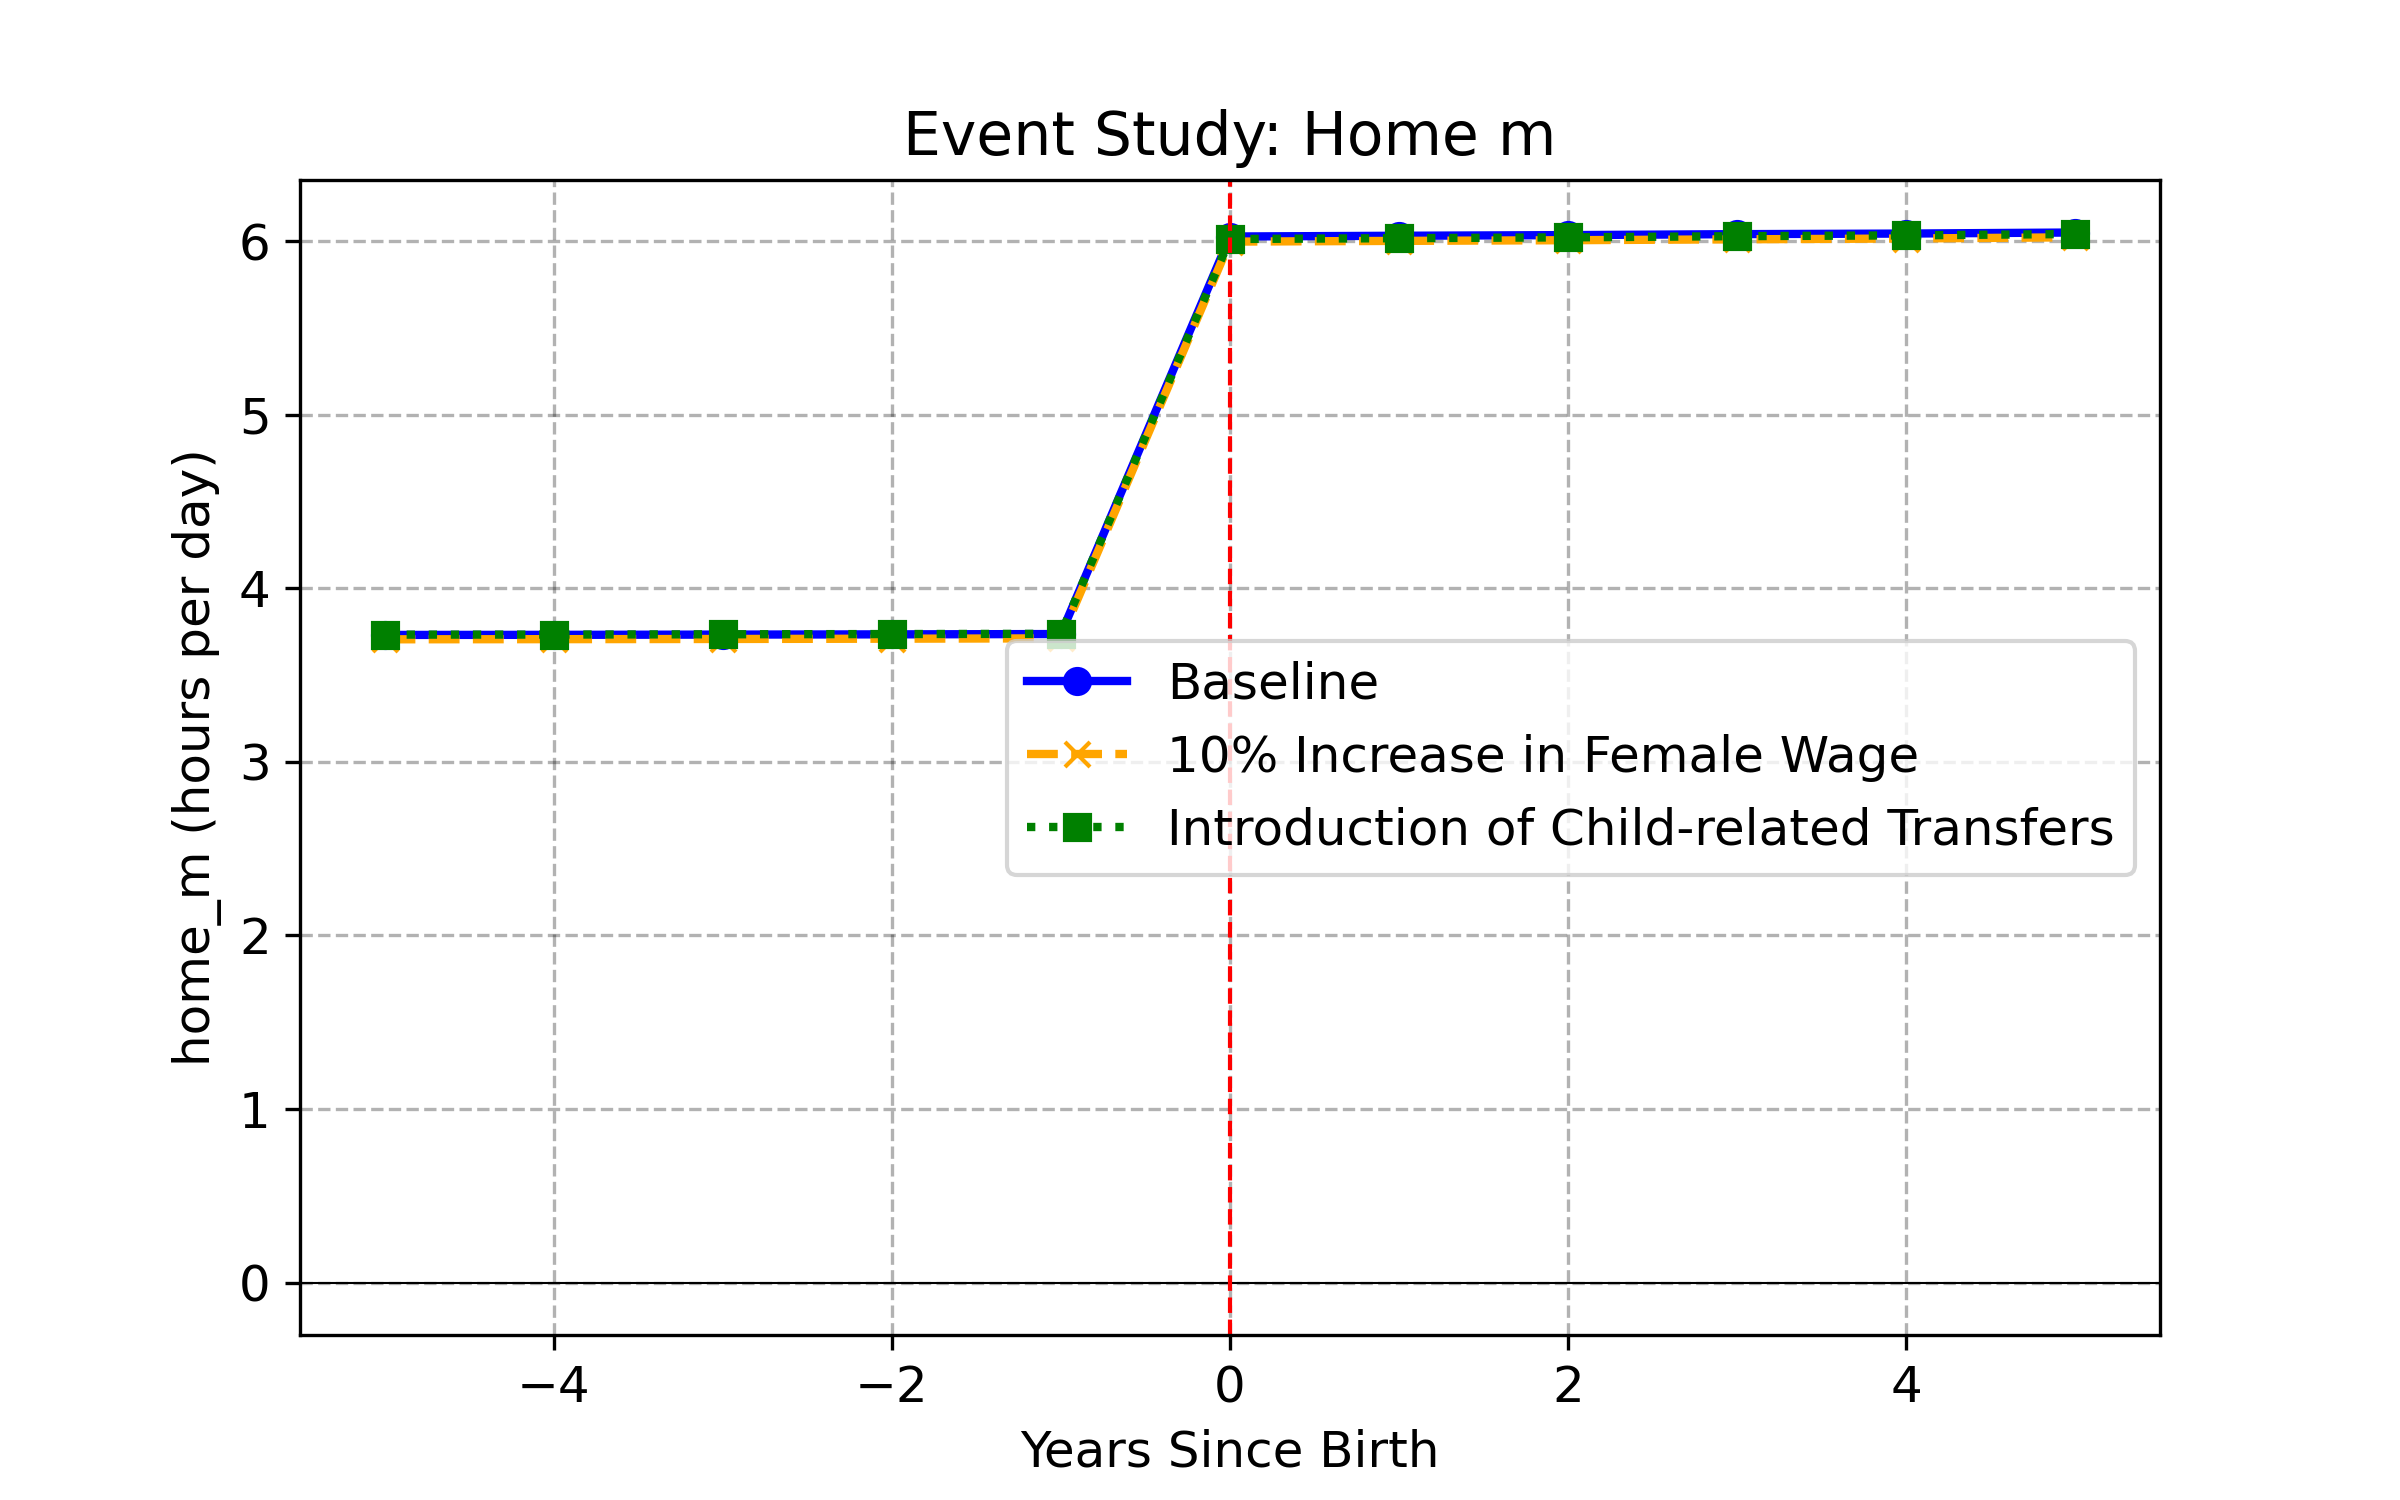 Event Study: Home m
home_m (hours per day)
6
5
4
3
2
1
0
Baseline
10% Increase in Female Wage
Introduction of Child-related Transfers
−4
−2
0
2
4
Years Since Birth